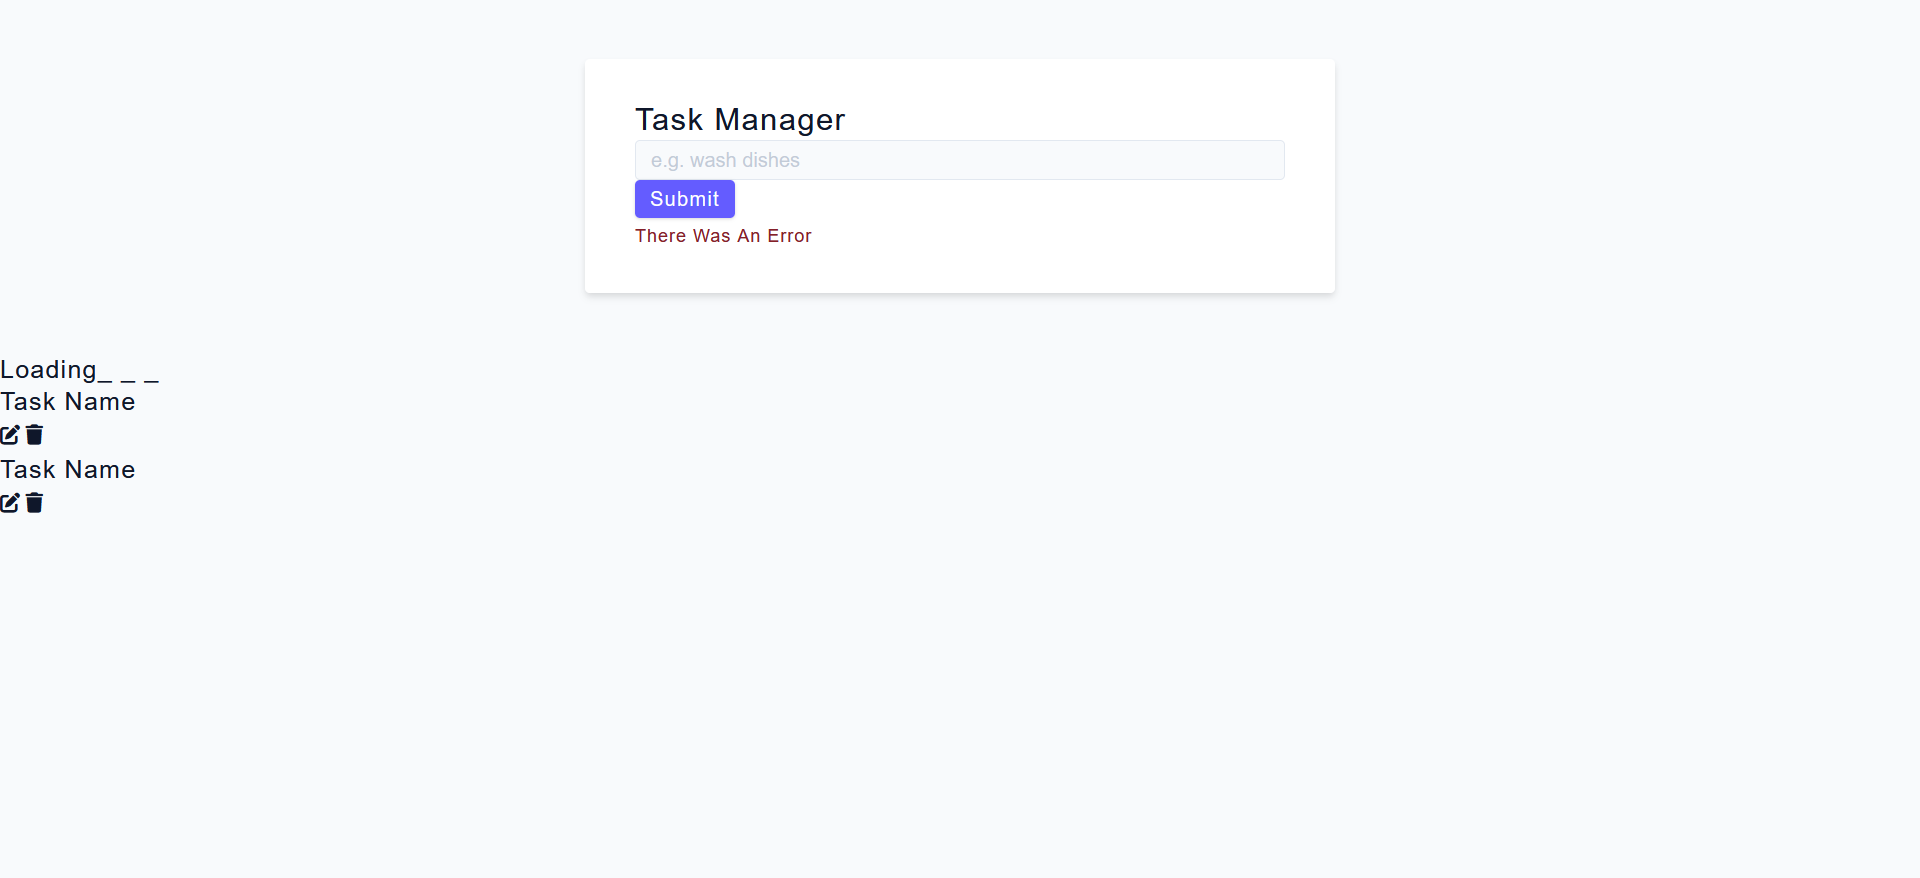 Task Manager
e.g. wash dishes
Submit
There Was An Error
Loading_ _ _
Task Name
Task Name